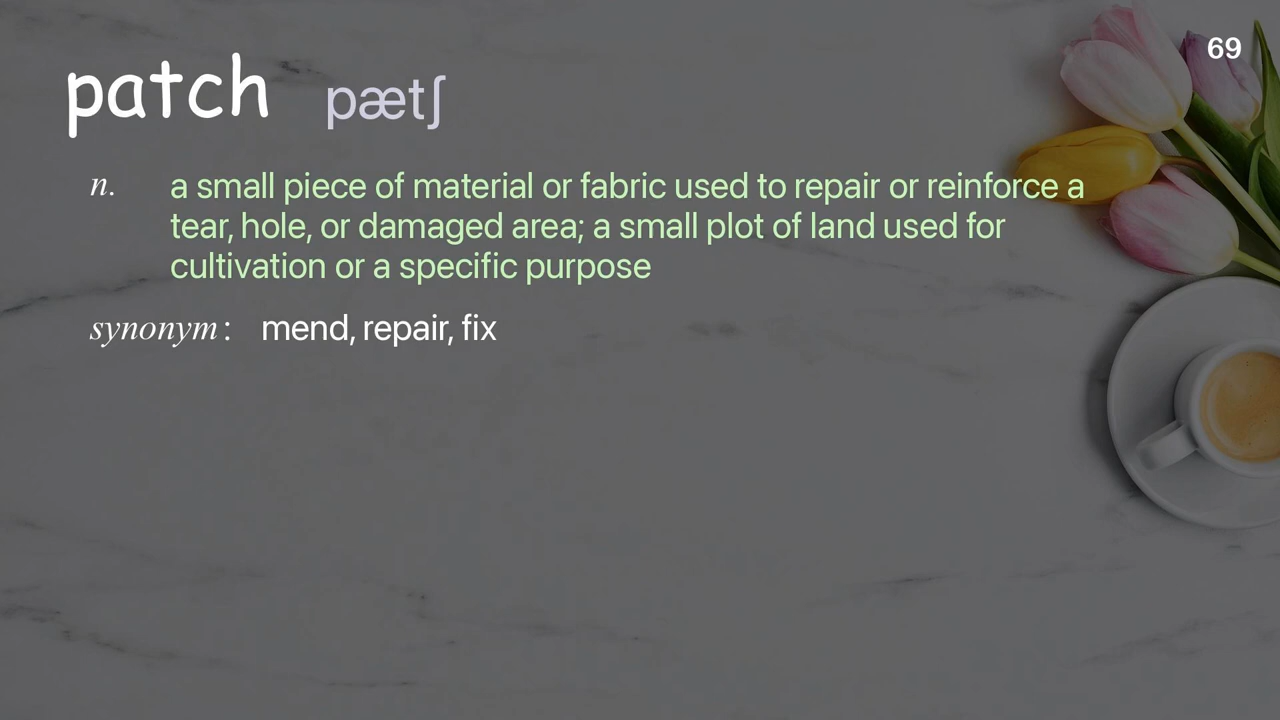 69
patch pætʃ
n. a small piece of material or fabric used to repair or reinforce a
tear, hole, or damaged area; a small plot of land used for
cultivation or a specific purpose
synonym: mend, repair, fix